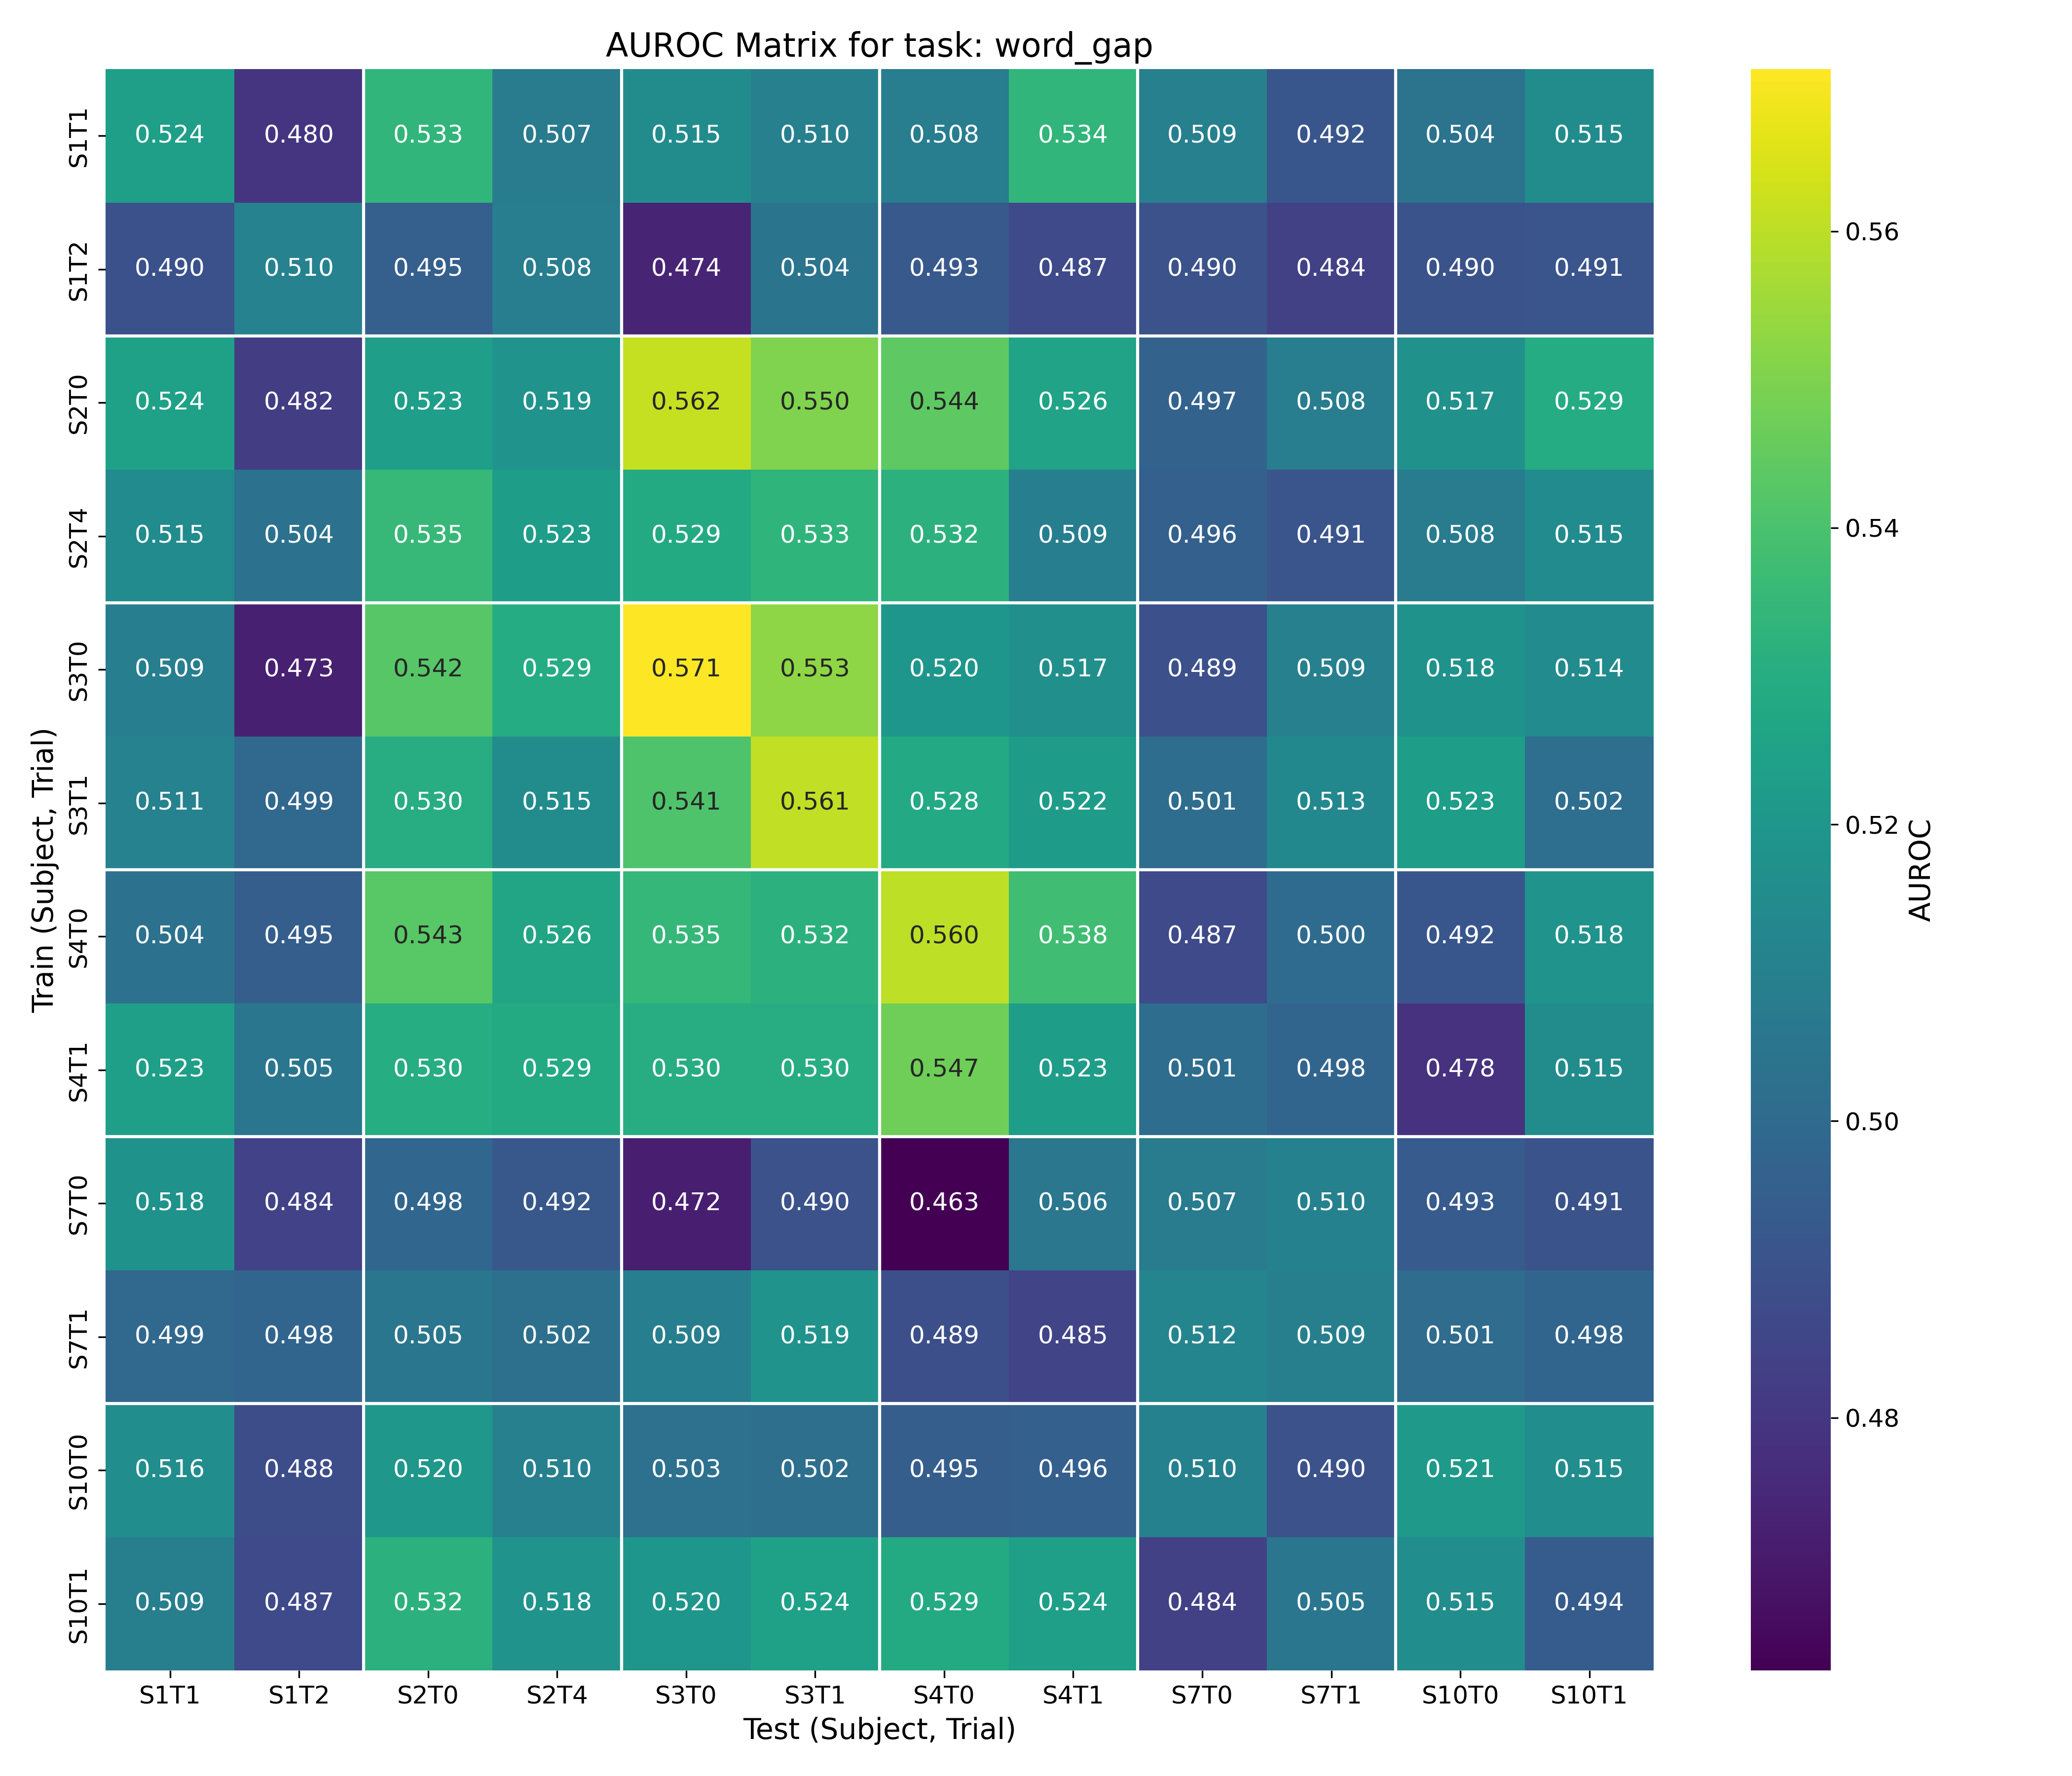 AUROC Matrix for task: word_gap
S1T1 0.524 0.480 0.533 0.507 0.515 0.510 0.508 0.534 0.509 0.492 0.504 0.515
S1T2 0.490 0.510 0.495 0.508 0.474 0.504 0.493 0.487 0.490 0.484 0.490 0.491
S2T0 0.524 0.482 0.523 0.519 0.562 0.550 0.544 0.526 0.497 0.508 0.517 0.529
S2T4 0.515 0.504 0.535 0.523 0.529 0.533 0.532 0.509 0.496 0.491 0.508 0.515
S3T0 0.509 0.473 0.542 0.529 0.571 0.553 0.520 0.517 0.489 0.509 0.518 0.514
S3T1 0.511 0.499 0.530 0.515 0.541 0.561 0.528 0.522 0.501 0.513 0.523 0.502
S4T0 0.504 0.495 0.543 0.526 0.535 0.532 0.560 0.538 0.487 0.500 0.492 0.518
S4T1 0.523 0.505 0.530 0.529 0.530 0.530 0.547 0.523 0.501 0.498 0.478 0.515
S7T0 0.518 0.484 0.498 0.492 0.472 0.490 0.463 0.506 0.507 0.510 0.493 0.491
S7T1 0.499 0.498 0.505 0.502 0.509 0.519 0.489 0.485 0.512 0.509 0.501 0.498
S10T0 0.516 0.488 0.520 0.510 0.503 0.502 0.495 0.496 0.510 0.490 0.521 0.515
S10T1 0.509 0.487 0.532 0.518 0.520 0.524 0.529 0.524 0.484 0.505 0.515 0.494
S1T1 S1T2 S2T0 S2T4 S3T0 S3T1 S4T0 S4T1 S7T0 S7T1 S10T0 S10T1
Test (Subject, Trial)
Train (Subject, Trial)
0.56
0.54
0.52
0.50
0.48
AUROC